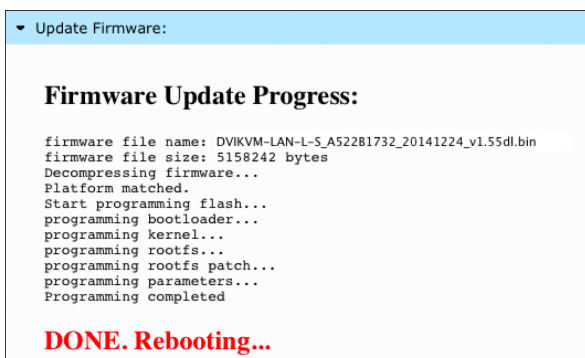 Update Firmware:
Firmware Update Progress:
firmware file name: DVIKVM-LAN-L-S_A522B1732_20141224_v1.55dl.bin
firmware file size: 5158242 bytes
Decompressing firmware...
Platform matched.
Start programming flash...
programming bootloader...
programming kernel...
programming rootfs...
programming rootfs patch...
programming parameters...
Programming completed
DONE. Rebooting...